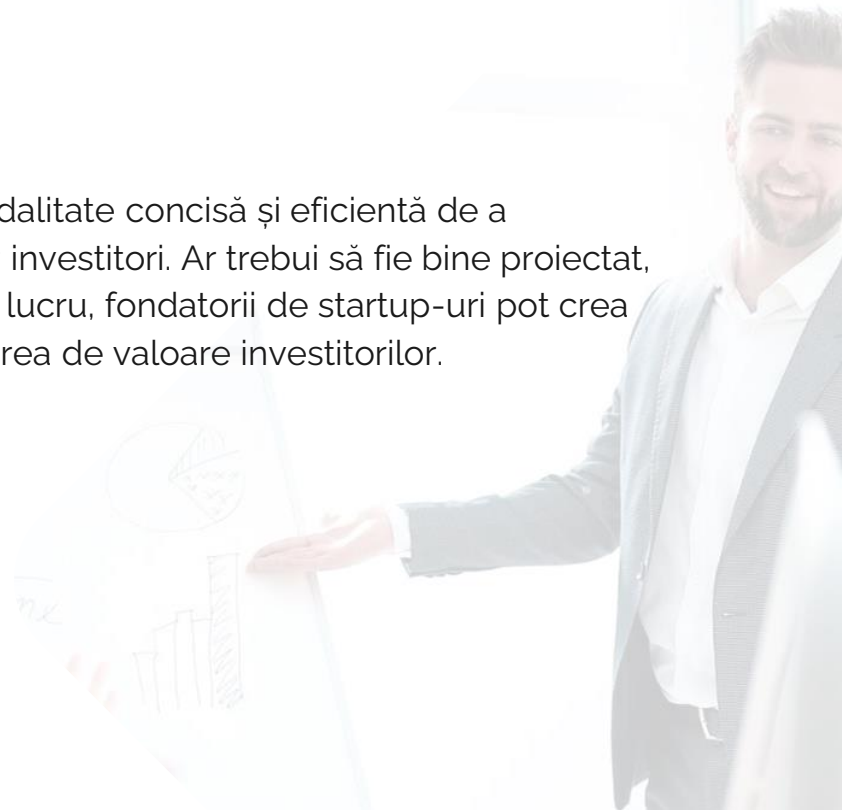 dalitate concisă și eficientă de a
investitori. Ar trebui să fie bine proiectat,
lucru, fondatorii de startup-uri pot crea
rea de valoare investitorilor.